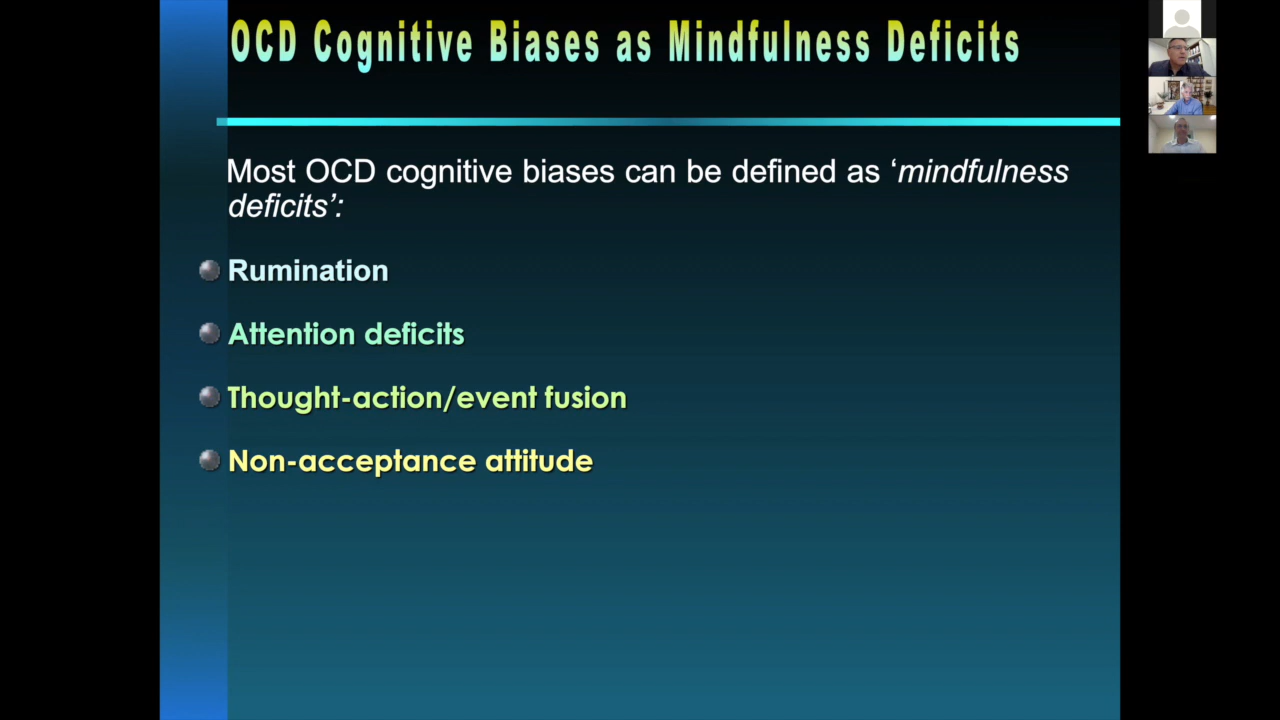 OCD Cognitive Biases as Mindfulness Deficits
Most OCD cognitive biases can be defined as ‘mindfulness
deficits’:
Rumination
Attention deficits
Thought-action/event fusion
Non-acceptance attitude